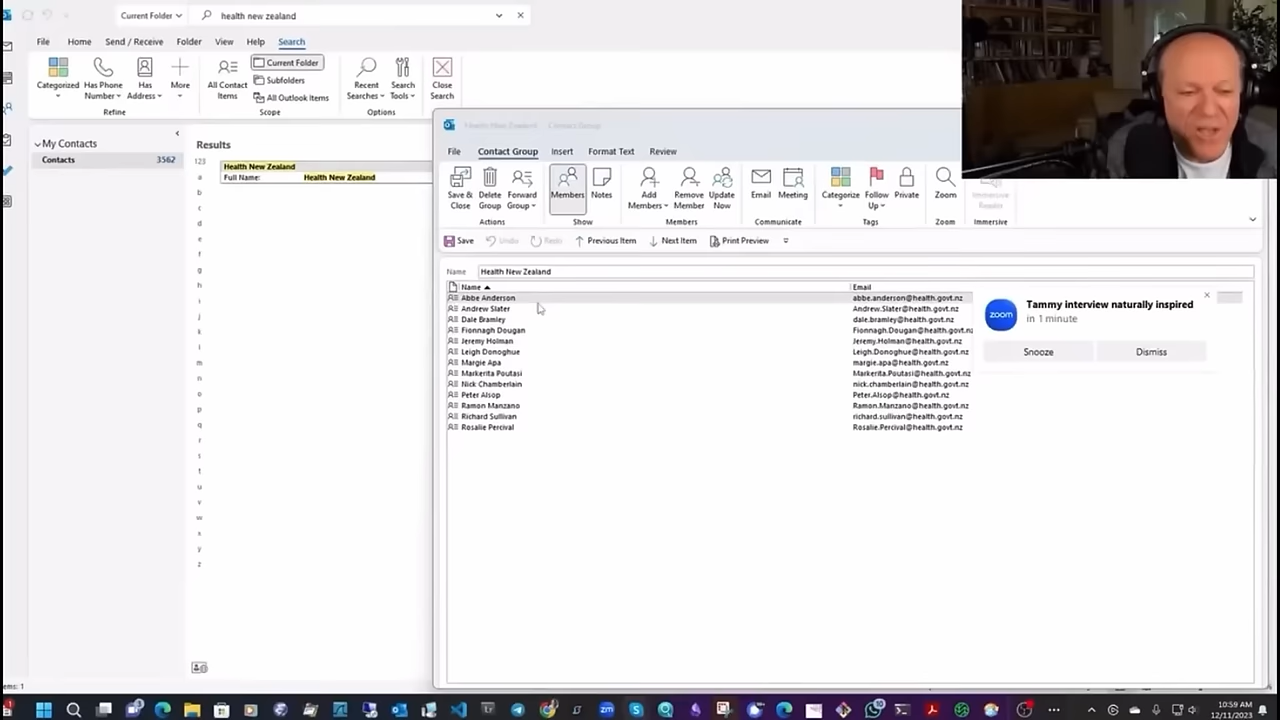 Current Folder
health new zealand
File Home Send / Receive Folder View Help Search
Categorized
Has Phone Number
Has Address
More
Refine
All Contact Items
Current Folder
Subfolders
All Outlook Items
Scope
Recent Searches
Search Tools
Options
Close Search
My Contacts
Contacts 3562
Results
123
a
b
c
d
e
f
g
h
i
j
k
l
m
n
o
p
q
r
s
t
u
v
w
x
y
z
Health New Zealand
Full Name: Health New Zealand
Health New Zealand Contact Group
File Contact Group Insert Format Text Review
Save & Close
Delete Group
Forward Group
Actions
Members
Notes
Show
Add Members
Remove Member
Update Now
Members
Email
Meeting
Communicate
Categorize
Follow Up
Private
Tags
Zoom
Zoom
Immersive Reader
Immersive
Save Undo Redo Previous Item Next Item Print Preview
Name Health New Zealand
Name Email
Abbe Anderson abbe.anderson@health.govt.nz
Andrew Slater Andrew.Slater@health.govt.nz
Dale Bramley dale.bramley@health.govt.nz
Fionnagh Dougan Fionnagh.Dougan@health.govt.nz
Jeremy Holman Jeremy.Holman@health.govt.nz
Leigh Donoghue Leigh.Donoghue@health.govt.nz
Margie Apa margie.apa@health.govt.nz
Markerita Poutasi Markerita.Poutasi@health.govt.nz
Nick Chamberlain nick.chamberlain@health.govt.nz
Peter Alsop Peter.Alsop@health.govt.nz
Ramon Manzano Ramon.Manzano@health.govt.nz
Richard Sullivan richard.sullivan@health.govt.nz
Rosalie Percival Rosalie.Percival@health.govt.nz
zoom
Tammy interview naturally inspired
in 1 minute
Snooze Dismiss
ems: 1
10:59 AM
12/11/2023